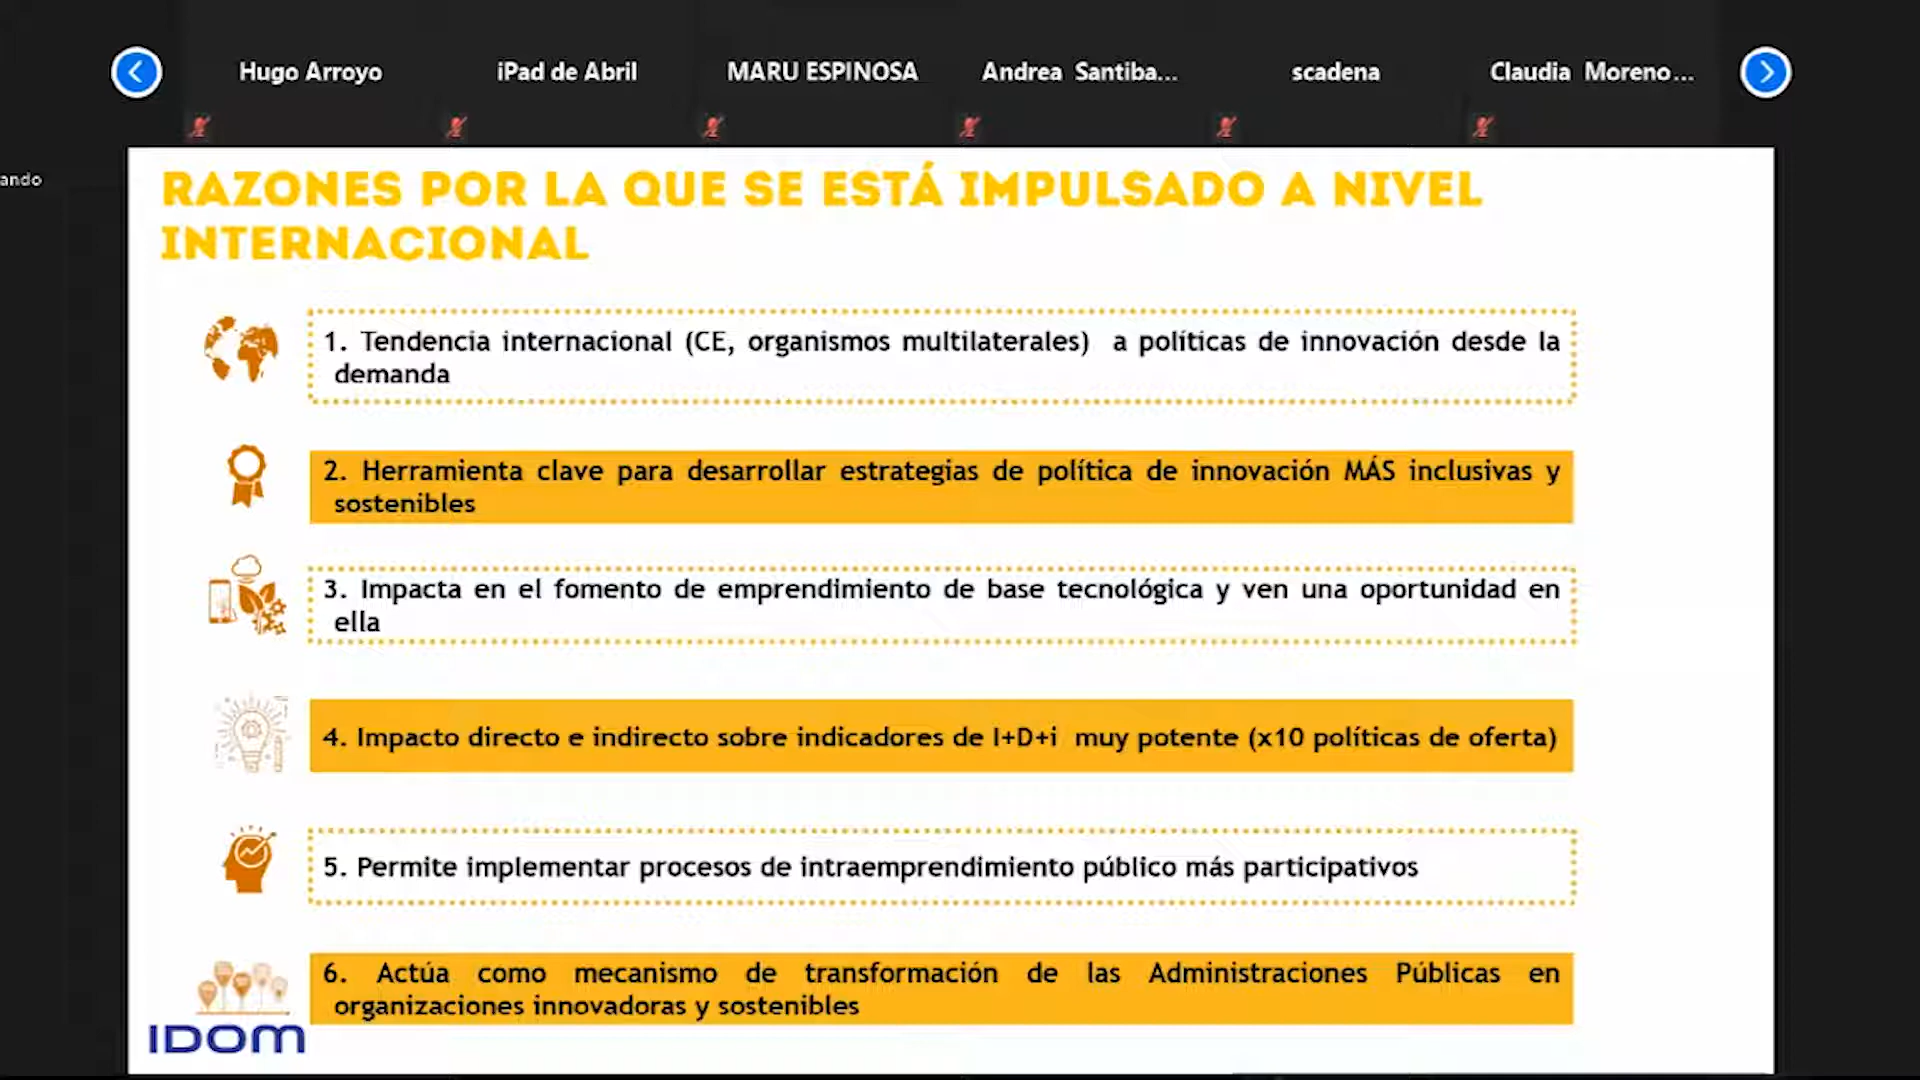 Hugo Arroyo
iPad de Abril
MARU ESPINOSA
Andrea Santiba...
scadena
Claudia Moreno...
ando
RAZONES POR LA QUE SE ESTÁ IMPULSADO A NIVEL
INTERNACIONAL
1. Tendencia internacional (CE, organismos multilaterales) a políticas de innovación desde la
demanda
2. Herramienta clave para desarrollar estrategias de política de innovación MÁS inclusivas y
sostenibles
3. Impacta en el fomento de emprendimiento de base tecnológica y ven una oportunidad en
ella
4. Impacto directo e indirecto sobre indicadores de I+D+i muy potente (x10 políticas de oferta)
5. Permite implementar procesos de intraemprendimiento público más participativos
6. Actúa como mecanismo de transformación de las Administraciones Públicas en
organizaciones innovadoras y sostenibles
IDOM